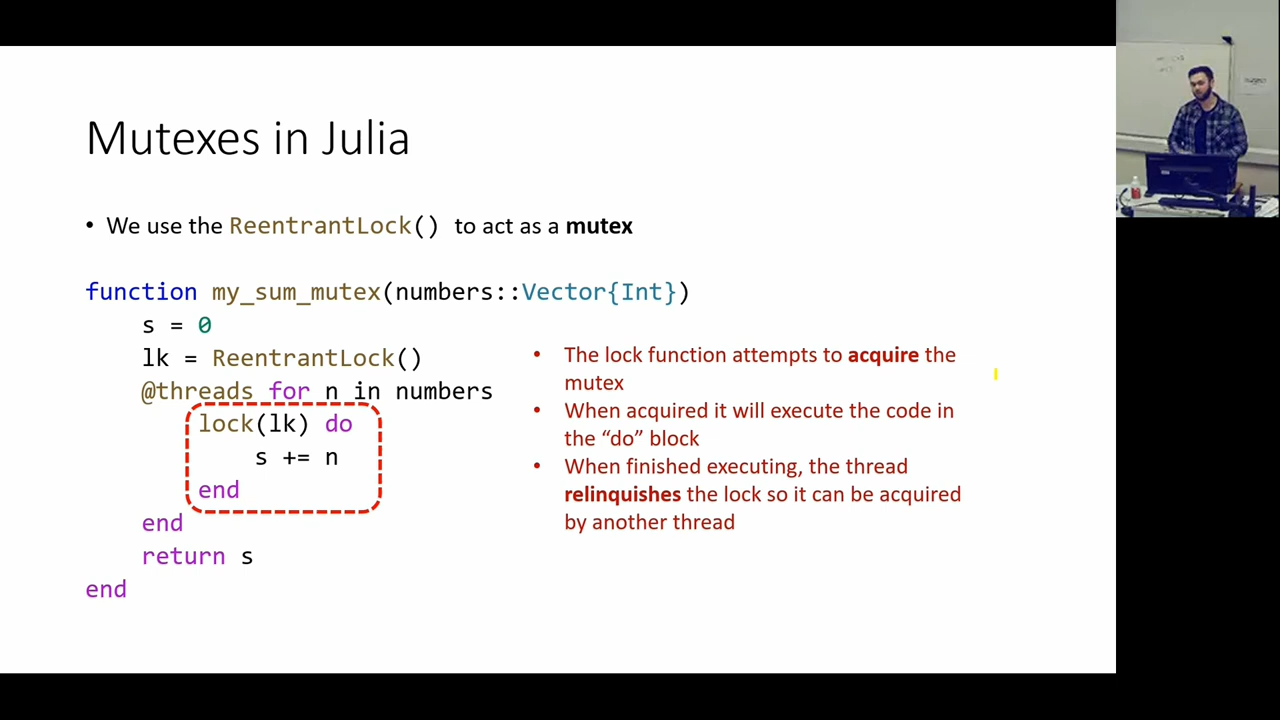 Mutexes in Julia
• We use the ReentrantLock() to act as a mutex
function my_sum_mutex(numbers::Vector{Int})
s = 0
lk = ReentrantLock()
@threads for n in numbers
lock(lk) do
s += n
end
end
return s
end
• The lock function attempts to acquire the
mutex
• When acquired it will execute the code in
the “do” block
• When finished executing, the thread
relinquishes the lock so it can be acquired
by another thread